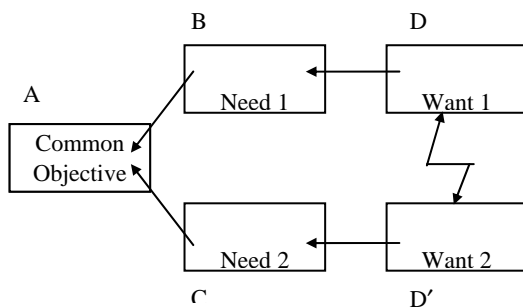 B
D
A
Need 1
Want 1
Common
Objective
Need 2
Want 2
C
D′